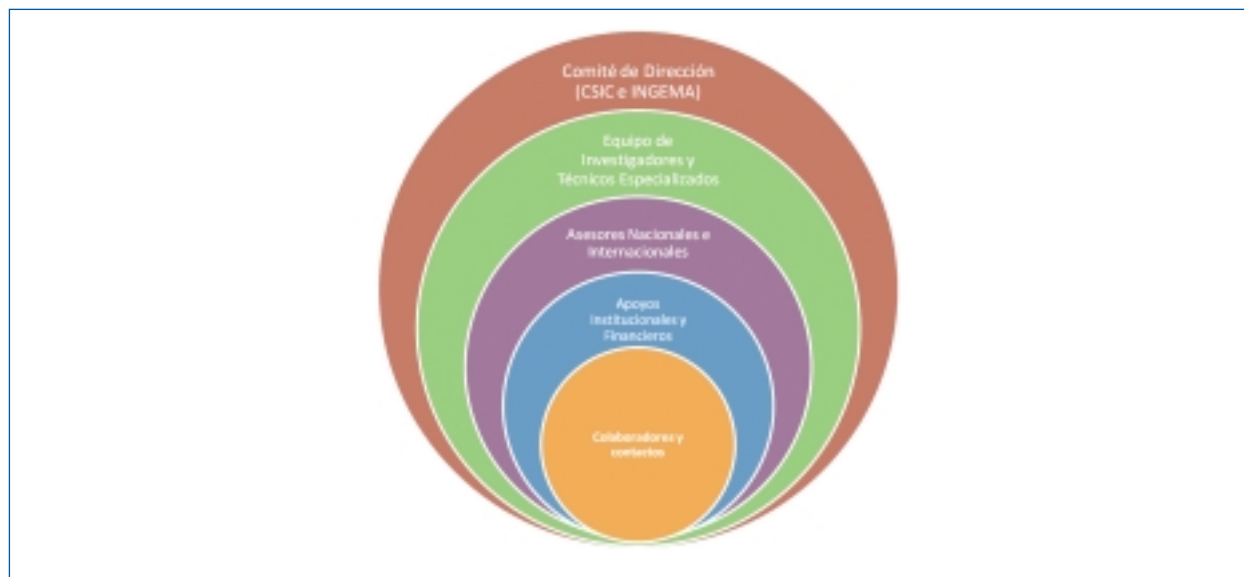 Comité de Dirección
(CSIC e INGEMA)
Equipo de
Investigadores y
Técnicos Especializados
Asesores Nacionales e
Internacionales
Apoyos
Institucionales y
Financieros
Colaboradores y
contactos